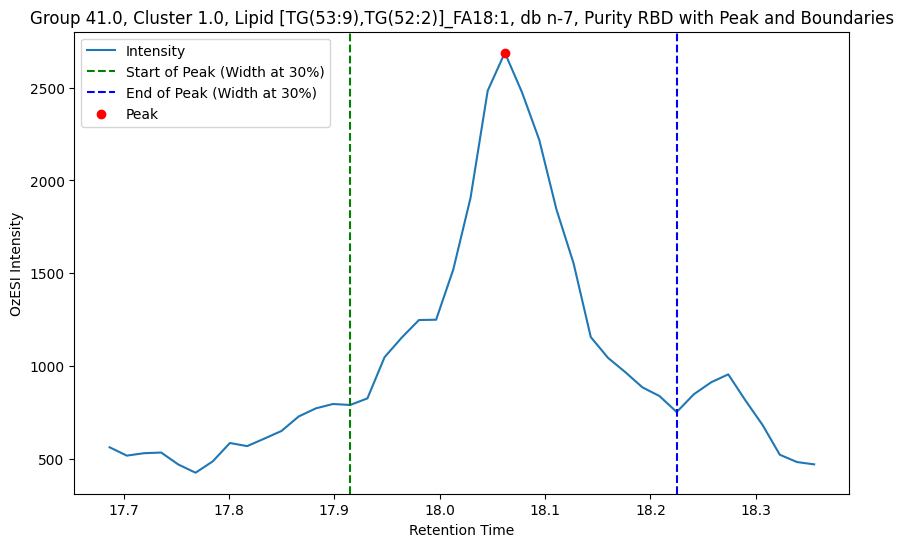 Group 41.0, Cluster 1.0, Lipid [TG(53:9),TG(52:2)]_FA18:1, db n-7, Purity RBD with Peak and Boundaries
Intensity
Start of Peak (Width at 30%)
End of Peak (Width at 30%)
Peak
OzESI Intensity
2500
2000
1500
1000
500
17.7 17.8 17.9 18.0 18.1 18.2 18.3
Retention Time